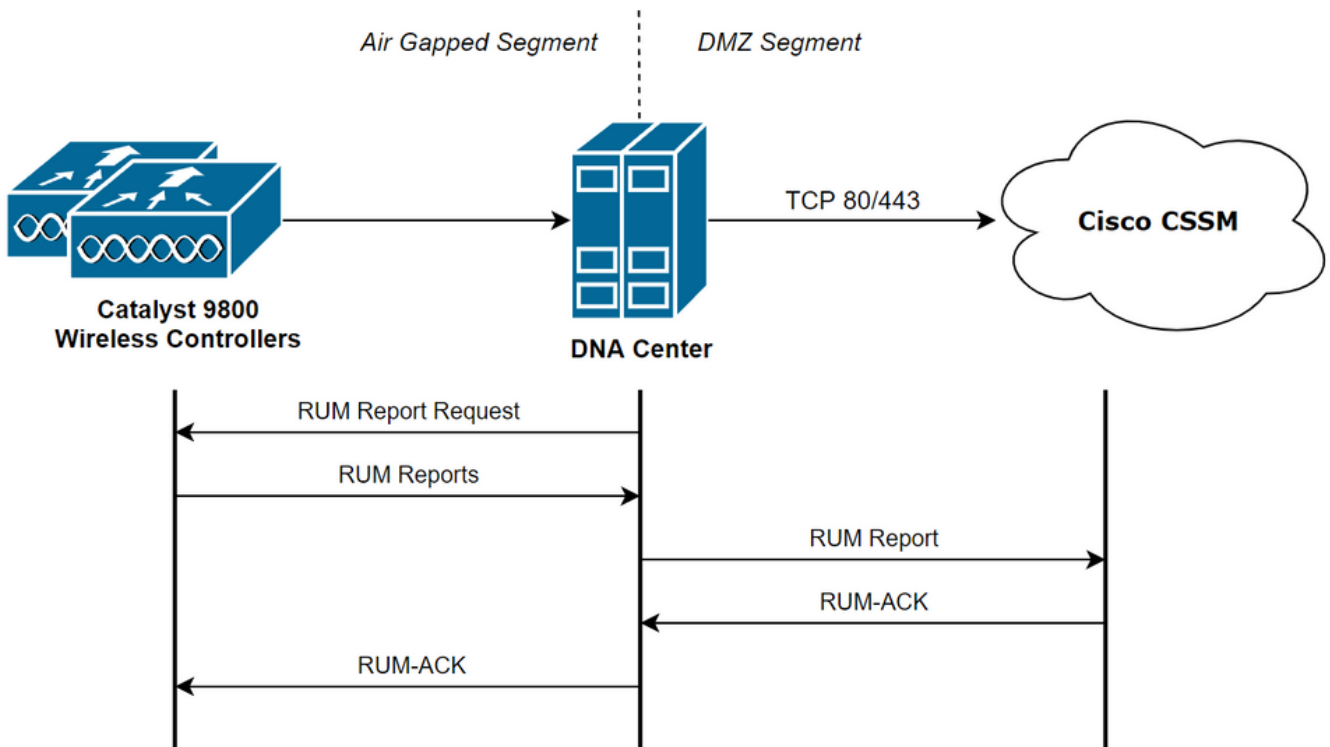 Air Gapped Segment
DMZ Segment
TCP 80/443
Cisco CSSM
Catalyst 9800
Wireless Controllers
DNA Center
RUM Report Request
RUM Reports
RUM Report
RUM-ACK
RUM-ACK